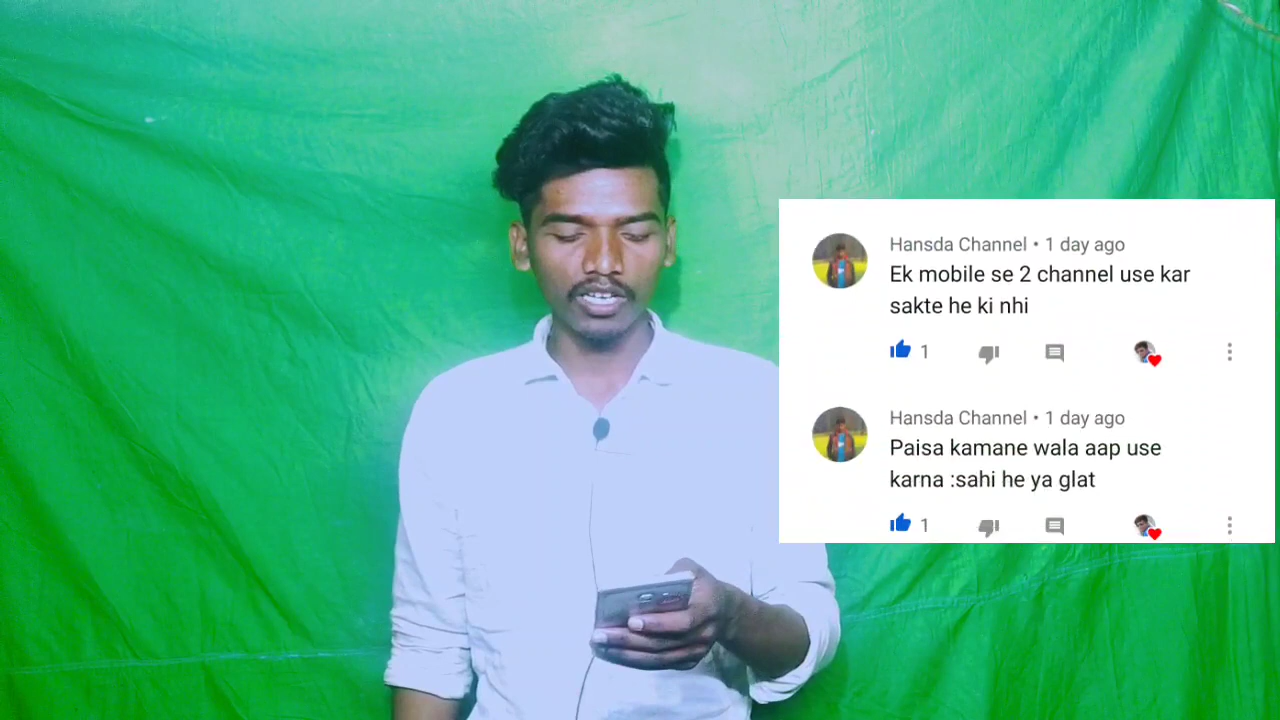 Hansda Channel • 1 day ago
Ek mobile se 2 channel use kar
sakte he ki nhi
1
Hansda Channel • 1 day ago
Paisa kamane wala aap use
karna :sahi he ya glat
1